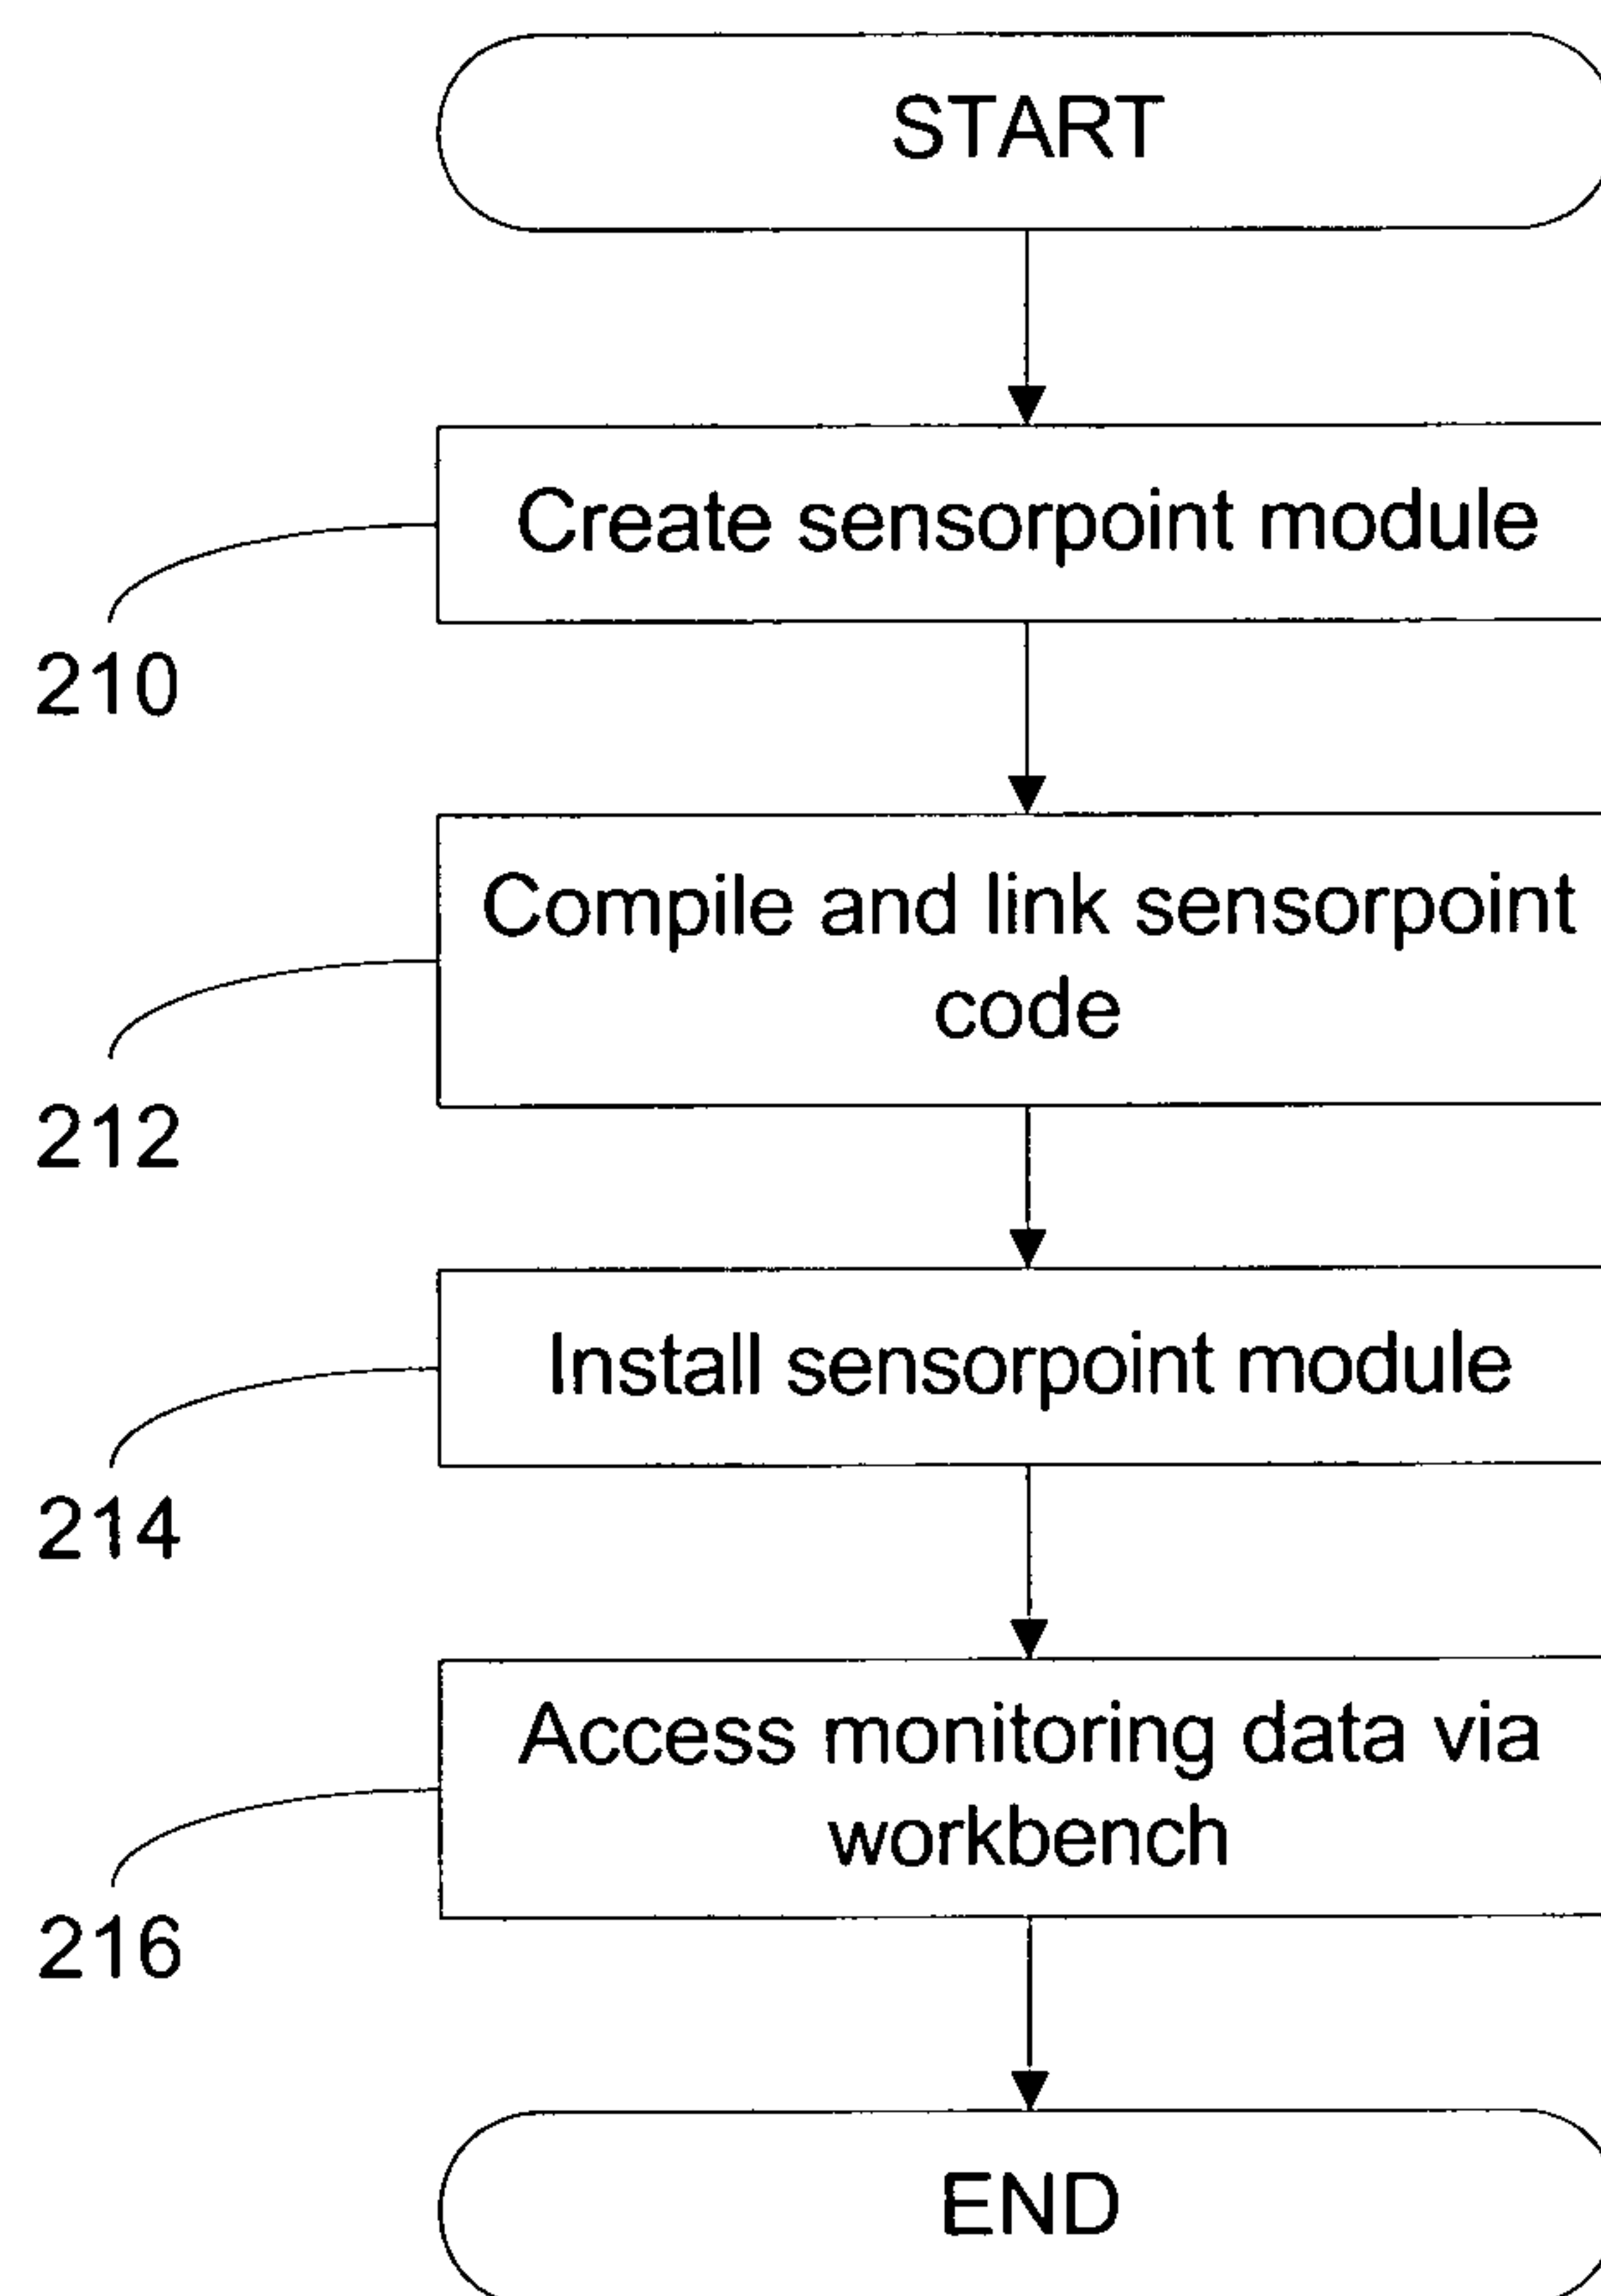 START
Create sensorpoint module
210
Compile and link sensorpoint
code
212
Install sensorpoint module
214
Access monitoring data via
workbench
216
END